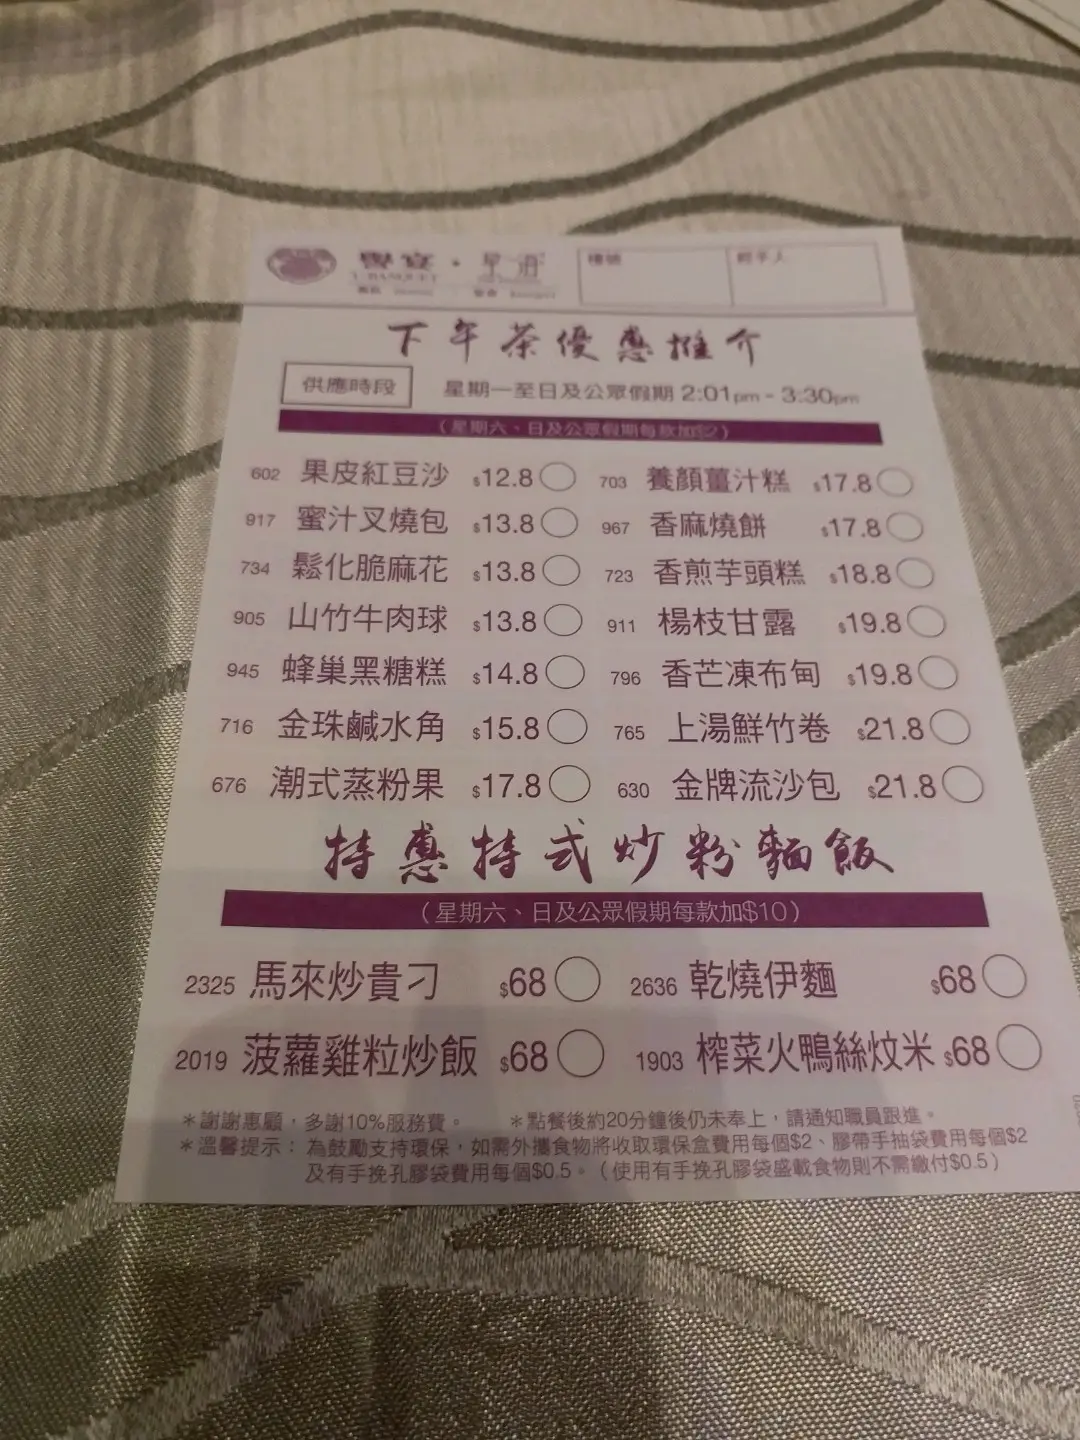 譽宴・星海
U-BANQUET
檯號 經手人
下午茶優惠推介
供應時段 星期一至日及公眾假期 2:01pm - 3:30pm
(星期六、日及公眾假期每款加$2)
602 果皮紅豆沙 $12.8 703 養顏薑汁糕 $17.8
917 蜜汁叉燒包 $13.8 967 香麻燒餅 $17.8
734 鬆化脆麻花 $13.8 723 香煎芋頭糕 $18.8
905 山竹牛肉球 $13.8 911 楊枝甘露 $19.8
945 蜂巢黑糖糕 $14.8 796 香芒凍布甸 $19.8
716 金珠鹹水角 $15.8 765 上湯鮮竹卷 $21.8
676 潮式蒸粉果 $17.8 630 金牌流沙包 $21.8
特惠特式炒粉麵飯
(星期六、日及公眾假期每款加$10)
2325 馬來炒貴刁 $68 2636 乾燒伊麵 $68
2019 菠蘿雞粒炒飯 $68 1903 榨菜火鴨絲炆米 $68
＊謝謝惠顧，多謝10%服務費。 ＊點餐後約20分鐘後仍未奉上，請通知職員跟進。
＊溫馨提示：為鼓勵支持環保，如需外攜食物將收取環保盒費用每個$2、膠帶手抽袋費用每個$2
及有手挽孔膠袋費用每個$0.5。(使用有手挽孔膠袋盛載食物則不需繳付$0.5)